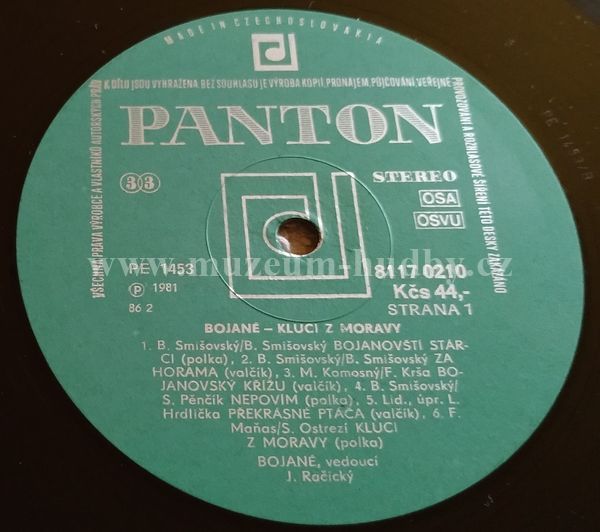 MADE IN CZECHOSLOVAKIA
VŠECHNA PRÁVA VÝROBCE A VLASTNÍKŮ AUTORSKÝCH PRÁV
K DÍLU JSOU VYHRAZENA. BEZ SOUHLASU JE VÝROBA KOPIÍ, PRONÁJEM, PŮJČOVÁNÍ, VEŘEJNÉ
PROVOZOVÁNÍ A ROZHLASOVÉ ŠÍŘENÍ TÉTO DESKY ZAKÁZÁNO
PANTON
33
STEREO
OSA
OSVU
www.muzeum-hudby.cz
PE 1453
8117 0210
Ⓟ 1981
Kčs 44,-
86 2
STRANA 1
BOJANÉ – KLUCI Z MORAVY
1. B. Smišovský/B. Smišovský BOJANOVSTÍ STAR-
CI (polka) 2. B. Smišovský/B. Smišovský ZA
HORAMA (valčík) 3. M. Komosný/F. Krša BO-
JANOVSKÝ KŘÍŽU (valčík) 4. B. Smišovský/
S. Pěnčík NEPOVÍM (polka) 5. Lid., úpr. L.
Hrdlička PŘEKRÁSNÉ PTÁČA (valčík) 6. F.
Maňas/S. Ostrezí KLUCI
Z MORAVY (polka)
BOJANÉ, vedoucí
J. Račický